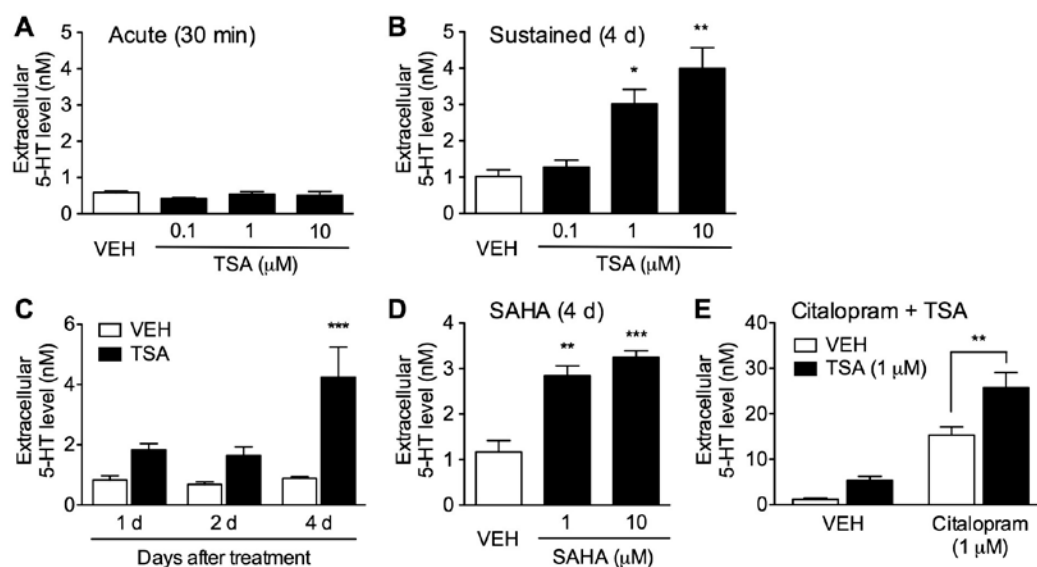 A Acute (30 min)
Extracellular
5-HT level (nM)
5
4
3
2
1
0
VEH
0.1 1 10
TSA (μM)
B Sustained (4 d)
Extracellular
5-HT level (nM)
5
4
3
2
1
0
*
**
VEH
0.1 1 10
TSA (μM)
C
VEH
TSA
Extracellular
5-HT level (nM)
6
4
2
0
***
1 d 2 d 4 d
Days after treatment
D SAHA (4 d)
Extracellular
5-HT level (nM)
4
3
2
1
0
**
***
VEH
1 10
SAHA (μM)
E Citalopram + TSA
VEH
TSA (1 μM)
Extracellular
5-HT level (nM)
40
30
20
10
0
**
VEH Citalopram
(1 μM)